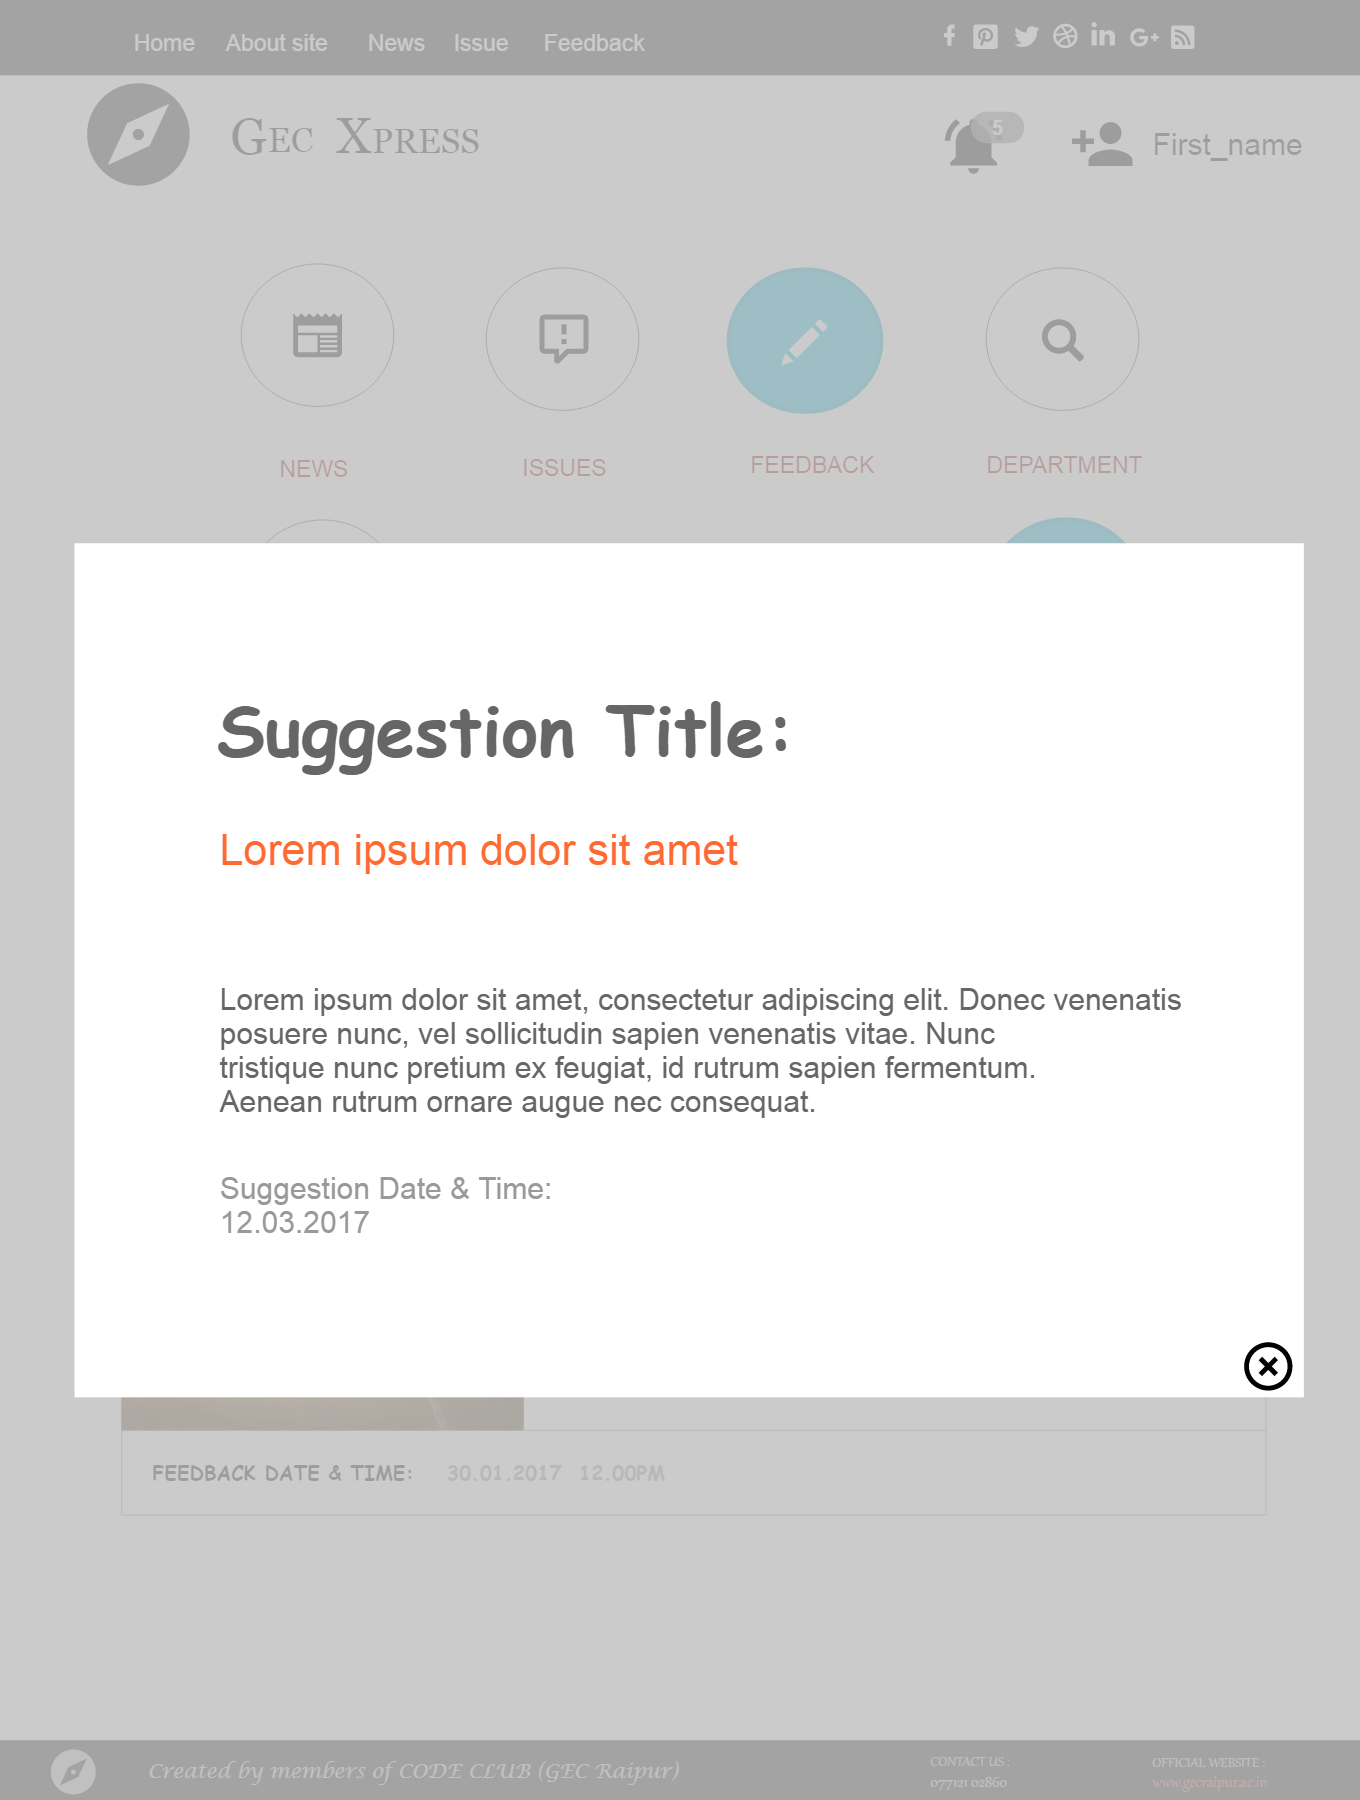 Home About site News Issue Feedback
GEC XPRESS
5
First_name
NEWS ISSUES FEEDBACK DEPARTMENT
Suggestion Title:
Lorem ipsum dolor sit amet
Lorem ipsum dolor sit amet, consectetur adipiscing elit. Donec venenatis
posuere nunc, vel sollicitudin sapien venenatis vitae. Nunc
tristique nunc pretium ex feugiat, id rutrum sapien fermentum.
Aenean rutrum ornare augue nec consequat.
Suggestion Date & Time:
12.03.2017
FEEDBACK DATE & TIME: 30.01.2017 12.00PM
Created by members of CODE CLUB (GEC Raipur)
CONTACT US :
077121 02860
OFFICIAL WEBSITE :
www.gecraipur.ac.in